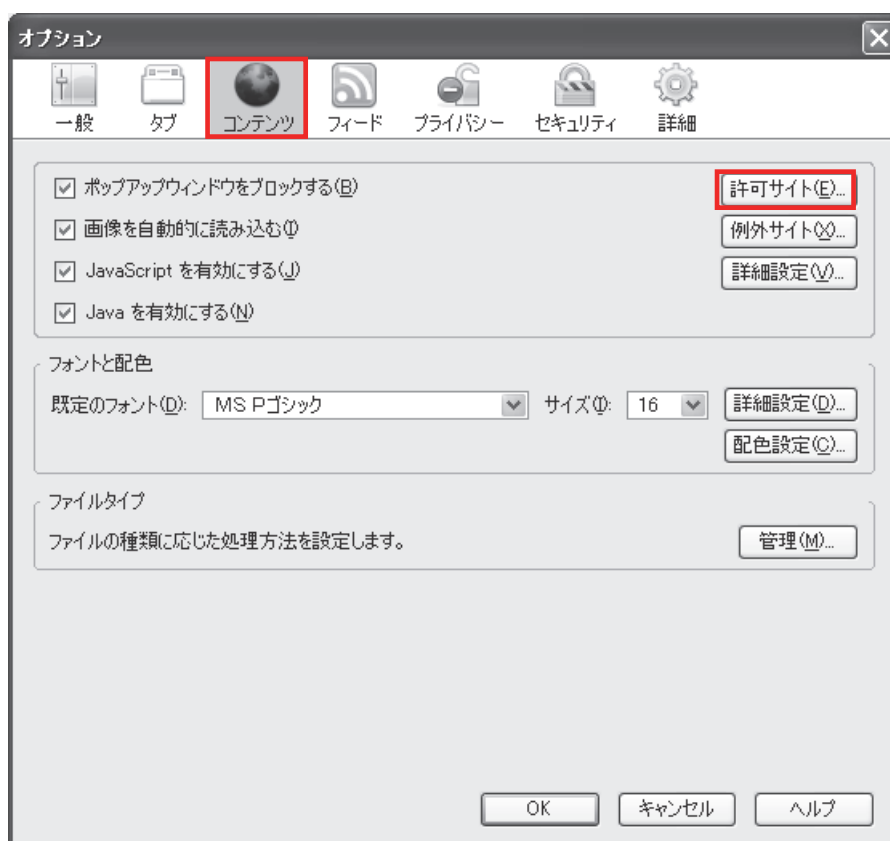 オプション
一般 タブ コンテンツ フィード プライバシー セキュリティ 詳細
ポップアップウィンドウをブロックする(B) 許可サイト(E)...
画像を自動的に読み込む(I) 例外サイト(X)...
JavaScript を有効にする(J) 詳細設定(V)...
Java を有効にする(N)
フォントと配色
既定のフォント(D): MS Pゴシック サイズ(I): 16 詳細設定(D)...
配色設定(C)...
ファイルタイプ
ファイルの種類に応じた処理方法を設定します。 管理(M)...
OK キャンセル ヘルプ